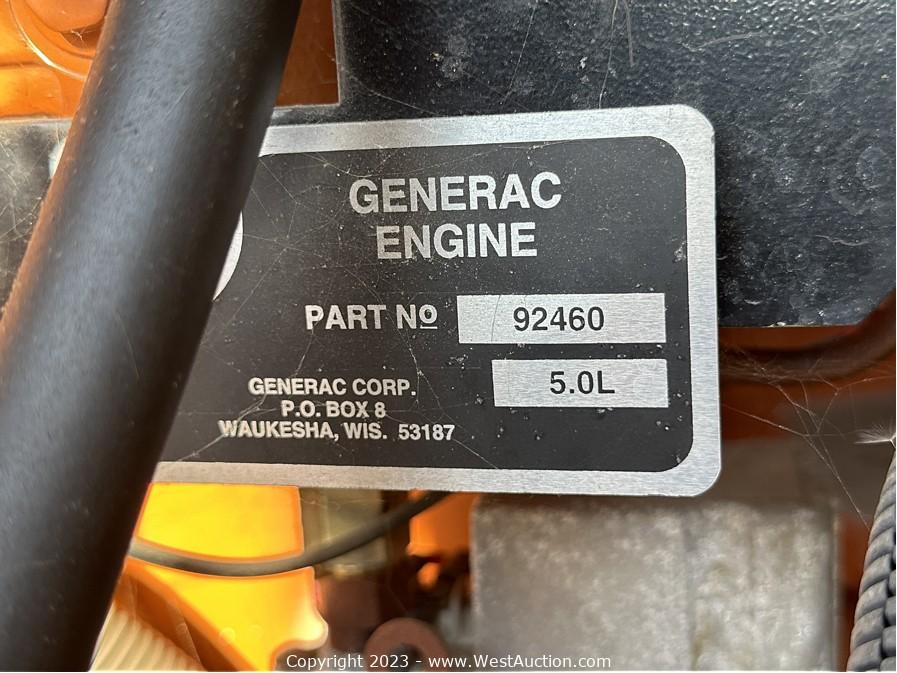 GENERAC
ENGINE
PART Nº 92460
5.0L
GENERAC CORP.
P.O. BOX 8
WAUKESHA, WIS. 53187
Copyright 2023 - www.WestAuction.com